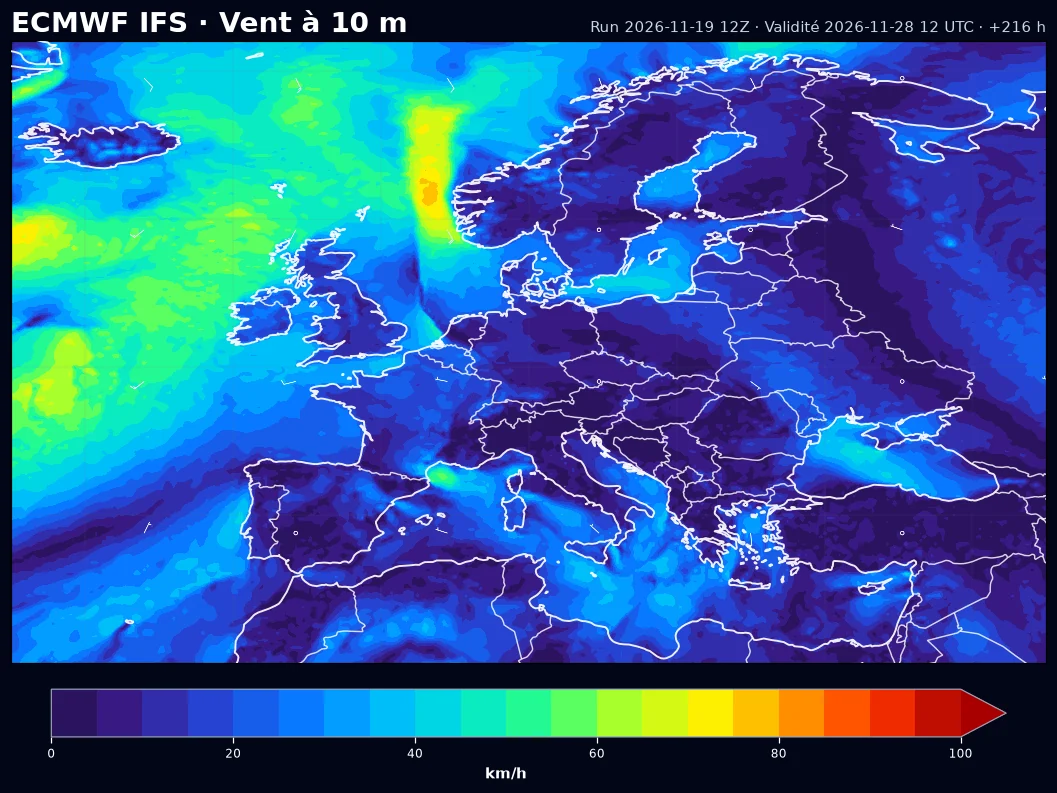 ECMWF IFS · Vent à 10 m
Run 2026-11-19 12Z · Validité 2026-11-28 12 UTC · +216 h
0 20 40 60 80 100
km/h